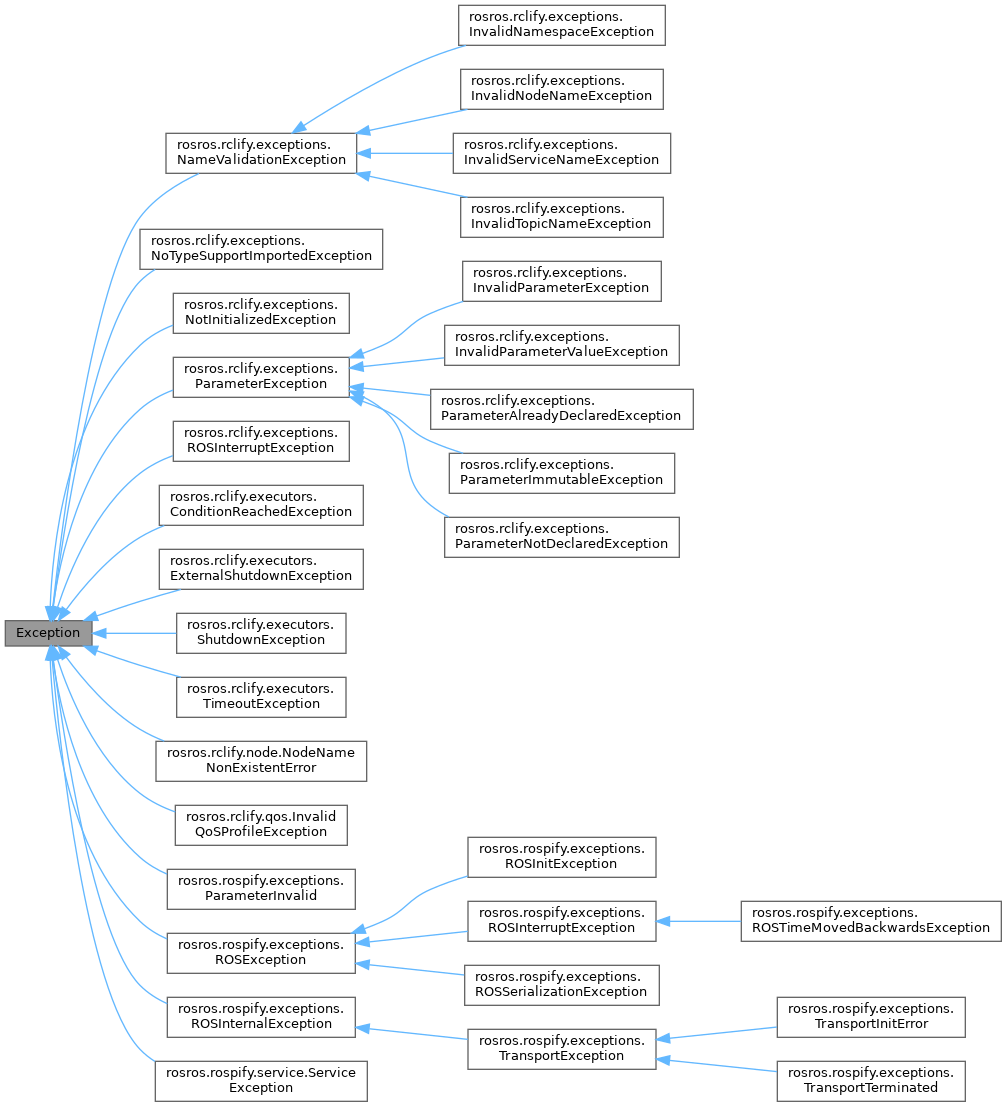 rosros.rclify.exceptions.
InvalidNamespaceException
rosros.rclify.exceptions.
InvalidNodeNameException
rosros.rclify.exceptions.
NameValidationException
rosros.rclify.exceptions.
InvalidServiceNameException
rosros.rclify.exceptions.
InvalidTopicNameException
rosros.rclify.exceptions.
NoTypeSupportImportedException
rosros.rclify.exceptions.
InvalidParameterException
rosros.rclify.exceptions.
NotInitializedException
rosros.rclify.exceptions.
InvalidParameterValueException
rosros.rclify.exceptions.
ParameterException
rosros.rclify.exceptions.
ParameterAlreadyDeclaredException
rosros.rclify.exceptions.
ROSInterruptException
rosros.rclify.exceptions.
ParameterImmutableException
rosros.rclify.executors.
ConditionReachedException
rosros.rclify.exceptions.
ParameterNotDeclaredException
rosros.rclify.executors.
ExternalShutdownException
Exception
rosros.rclify.executors.
ShutdownException
rosros.rclify.executors.
TimeoutException
rosros.rclify.node.NodeName
NonExistentError
rosros.rclify.qos.Invalid
QoSProfileException
rosros.rospify.exceptions.
ROSInitException
rosros.rospify.exceptions.
ParameterInvalid
rosros.rospify.exceptions.
ROSInterruptException
rosros.rospify.exceptions.
ROSTimeMovedBackwardsException
rosros.rospify.exceptions.
ROSException
rosros.rospify.exceptions.
ROSSerializationException
rosros.rospify.exceptions.
ROSInternalException
rosros.rospify.exceptions.
TransportException
rosros.rospify.exceptions.
TransportInitError
rosros.rospify.service.Service
Exception
rosros.rospify.exceptions.
TransportTerminated